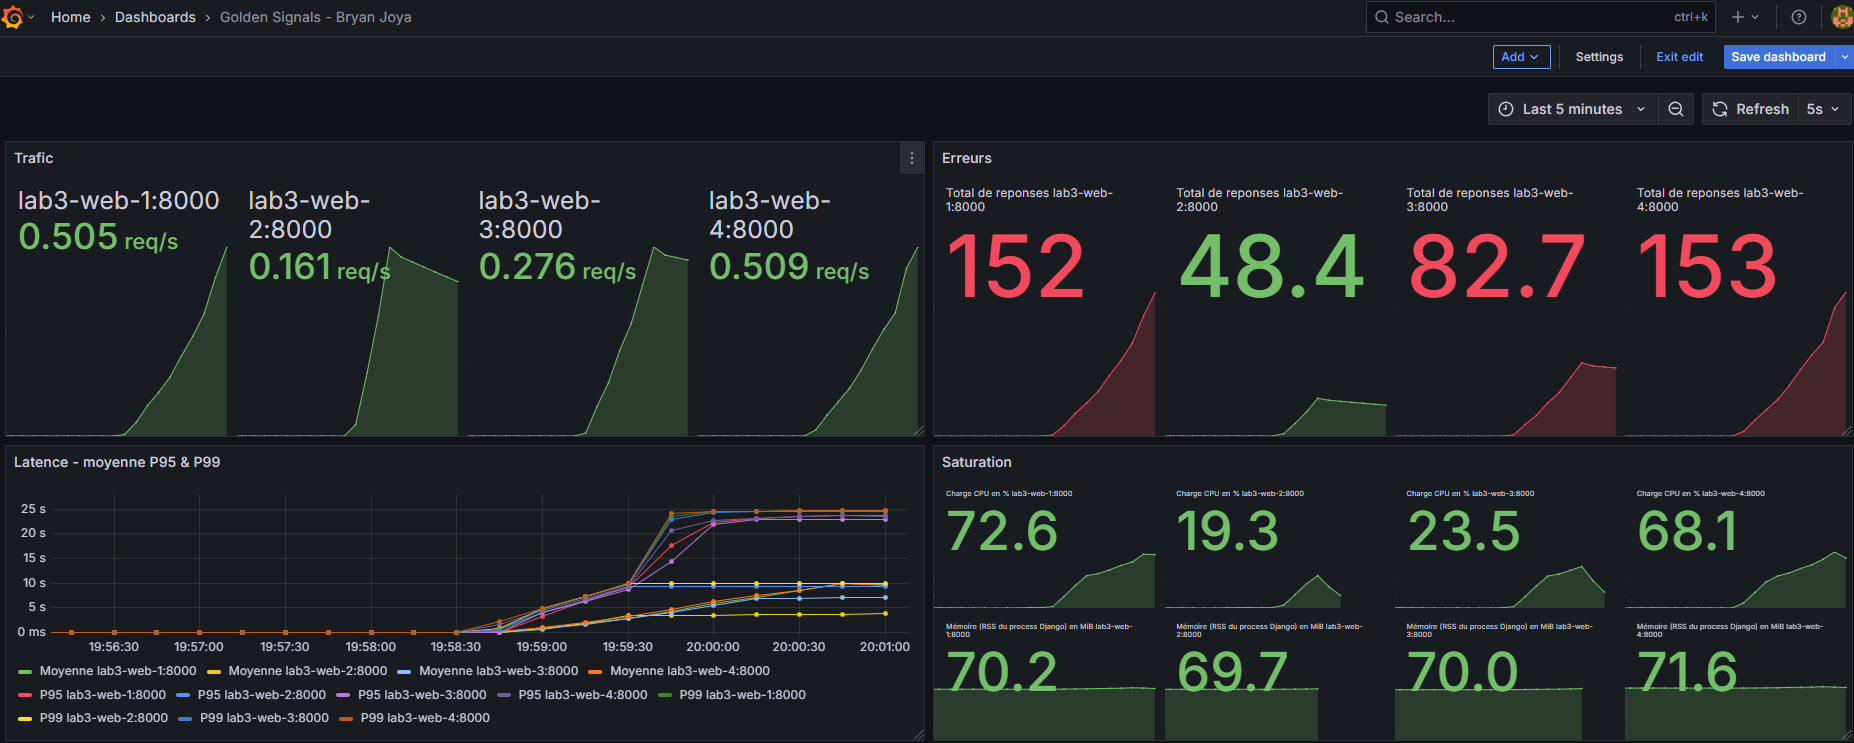 Home › Dashboards › Golden Signals - Bryan Joya
Search... ctrl+k
Add Settings Exit edit Save dashboard
Last 5 minutes Refresh 5s
Trafic
lab3-web-1:8000
0.505 req/s
lab3-web-
2:8000
0.161 req/s
lab3-web-
3:8000
0.276 req/s
lab3-web-
4:8000
0.509 req/s
Erreurs
Total de reponses lab3-web-
1:8000
152
Total de reponses lab3-web-
2:8000
48.4
Total de reponses lab3-web-
3:8000
82.7
Total de reponses lab3-web-
4:8000
153
Latence - moyenne P95 & P99
25 s
20 s
15 s
10 s
5 s
0 ms
19:56:30 19:57:00 19:57:30 19:58:00 19:58:30 19:59:00 19:59:30 20:00:00 20:00:30 20:01:00
Moyenne lab3-web-1:8000 Moyenne lab3-web-2:8000 Moyenne lab3-web-3:8000 Moyenne lab3-web-4:8000
P95 lab3-web-1:8000 P95 lab3-web-2:8000 P95 lab3-web-3:8000 P95 lab3-web-4:8000 P99 lab3-web-1:8000
P99 lab3-web-2:8000 P99 lab3-web-3:8000 P99 lab3-web-4:8000
Saturation
Charge CPU en % lab3-web-1:8000
72.6
Charge CPU en % lab3-web-2:8000
19.3
Charge CPU en % lab3-web-3:8000
23.5
Charge CPU en % lab3-web-4:8000
68.1
Mémoire (RSS du process Django) en MiB lab3-web-
1:8000
70.2
Mémoire (RSS du process Django) en MiB lab3-web-
2:8000
69.7
Mémoire (RSS du process Django) en MiB lab3-web-
3:8000
70.0
Mémoire (RSS du process Django) en MiB lab3-web-
4:8000
71.6